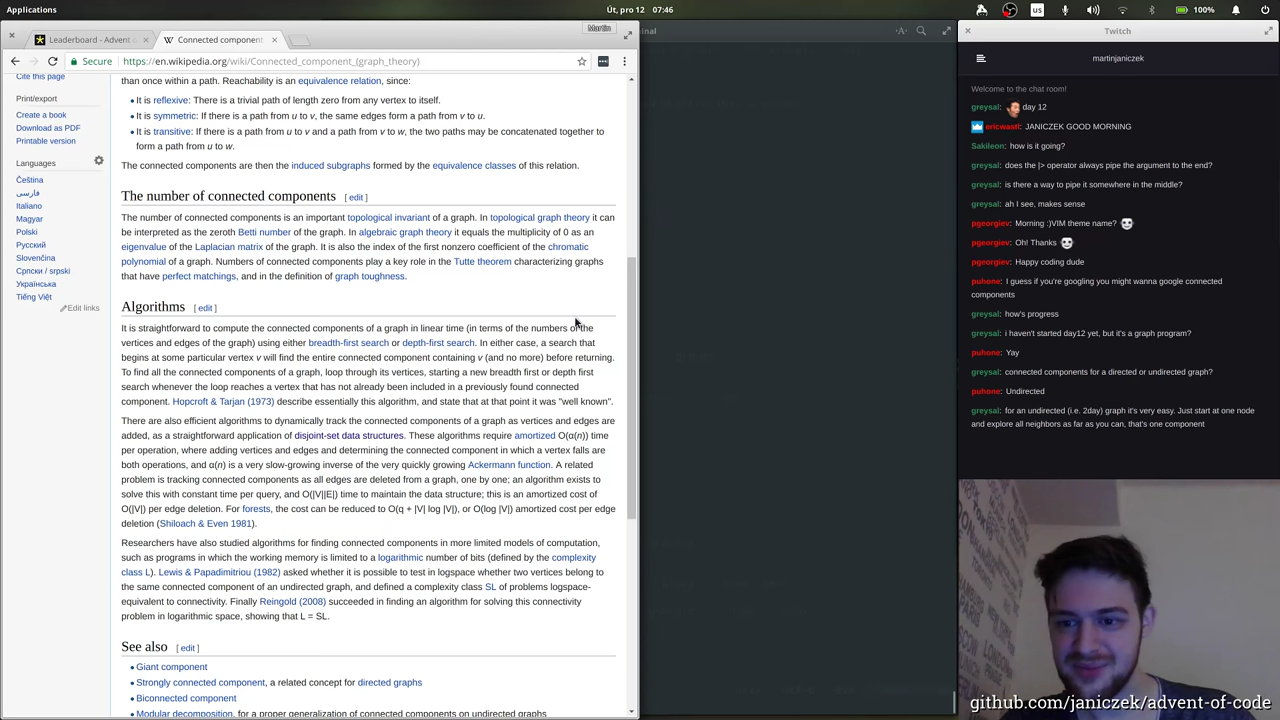 Applications
Út, pro 12 07:46
us
100%
Martin
Leaderboard - Advent
Connected component
minal
Twitch
Secure https://en.wikipedia.org/wiki/Connected_component_(graph_theory)
martinjaniczek
Cite this page
Print/export
Create a book
Download as PDF
Printable version
Languages
Čeština
فارسی
Italiano
Magyar
Polski
Русский
Slovenčina
Српски / srpski
Українська
Tiếng Việt
Edit links
than once within a path. Reachability is an equivalence relation, since:
It is reflexive: There is a trivial path of length zero from any vertex to itself.
It is symmetric: If there is a path from u to v, the same edges form a path from v to u.
It is transitive: If there is a path from u to v and a path from v to w, the two paths may be concatenated together to
form a path from u to w.
The connected components are then the induced subgraphs formed by the equivalence classes of this relation.
The number of connected components [ edit ]
The number of connected components is an important topological invariant of a graph. In topological graph theory it can
be interpreted as the zeroth Betti number of the graph. In algebraic graph theory it equals the multiplicity of 0 as an
eigenvalue of the Laplacian matrix of the graph. It is also the index of the first nonzero coefficient of the chromatic
polynomial of a graph. Numbers of connected components play a key role in the Tutte theorem characterizing graphs
that have perfect matchings, and in the definition of graph toughness.
Algorithms [ edit ]
It is straightforward to compute the connected components of a graph in linear time (in terms of the numbers of the
vertices and edges of the graph) using either breadth-first search or depth-first search. In either case, a search that
begins at some particular vertex v will find the entire connected component containing v (and no more) before returning.
To find all the connected components of a graph, loop through its vertices, starting a new breadth first or depth first
search whenever the loop reaches a vertex that has not already been included in a previously found connected
component. Hopcroft & Tarjan (1973) describe essentially this algorithm, and state that at that point it was "well known".
There are also efficient algorithms to dynamically track the connected components of a graph as vertices and edges are
added, as a straightforward application of disjoint-set data structures. These algorithms require amortized O(α(n)) time
per operation, where adding vertices and edges and determining the connected component in which a vertex falls are
both operations, and α(n) is a very slow-growing inverse of the very quickly growing Ackermann function. A related
problem is tracking connected components as all edges are deleted from a graph, one by one; an algorithm exists to
solve this with constant time per query, and O(|V||E|) time to maintain the data structure; this is an amortized cost of
O(|V|) per edge deletion. For forests, the cost can be reduced to O(q + |V| log |V|), or O(log |V|) amortized cost per edge
deletion (Shiloach & Even 1981).
Researchers have also studied algorithms for finding connected components in more limited models of computation,
such as programs in which the working memory is limited to a logarithmic number of bits (defined by the complexity
class L). Lewis & Papadimitriou (1982) asked whether it is possible to test in logspace whether two vertices belong to
the same connected component of an undirected graph, and defined a complexity class SL of problems logspace-
equivalent to connectivity. Finally Reingold (2008) succeeded in finding an algorithm for solving this connectivity
problem in logarithmic space, showing that L = SL.
See also [ edit ]
Giant component
Strongly connected component, a related concept for directed graphs
Biconnected component
Modular decomposition, for a proper generalization of connected components on undirected graphs
Welcome to the chat room!
greysal: day 12
ericwastl: JANICZEK GOOD MORNING
Sakileon: how is it going?
greysal: does the |> operator always pipe the argument to the end?
greysal: is there a way to pipe it somewhere in the middle?
greysal: ah I see, makes sense
pgeorgiev: Morning :)VIM theme name?
pgeorgiev: Oh! Thanks
pgeorgiev: Happy coding dude
puhone: I guess if you're googling you might wanna google connected
components
greysal: how's progress
greysal: i haven't started day12 yet, but it's a graph program?
puhone: Yay
greysal: connected components for a directed or undirected graph?
puhone: Undirected
greysal: for an undirected (i.e. 2day) graph it's very easy. Just start at one node
and explore all neighbors as far as you can, that's one component
github.com/janiczek/advent-of-code